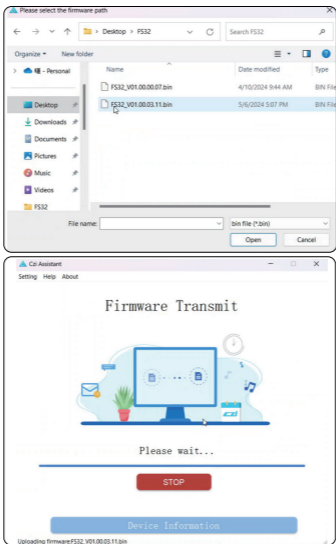 Please select the firmware path
Desktop > FS32
Search FS32
Organize New folder
- Personal
Name Date modified Type
Desktop
FS32_V01.00.00.07.bin 4/10/2024 9:44 AM BIN File
FS32_V01.00.03.11.bin 5/6/2024 5:07 PM BIN File
Downloads
Documents
Pictures
Music
Videos
FS32
File name: bin file (*.bin)
Open Cancel
Czi Assistant
Setting Help About
Firmware Transmit
czi
Please wait...
STOP
Device Information
Uploading firmware:FS32_V01.00.03.11.bin